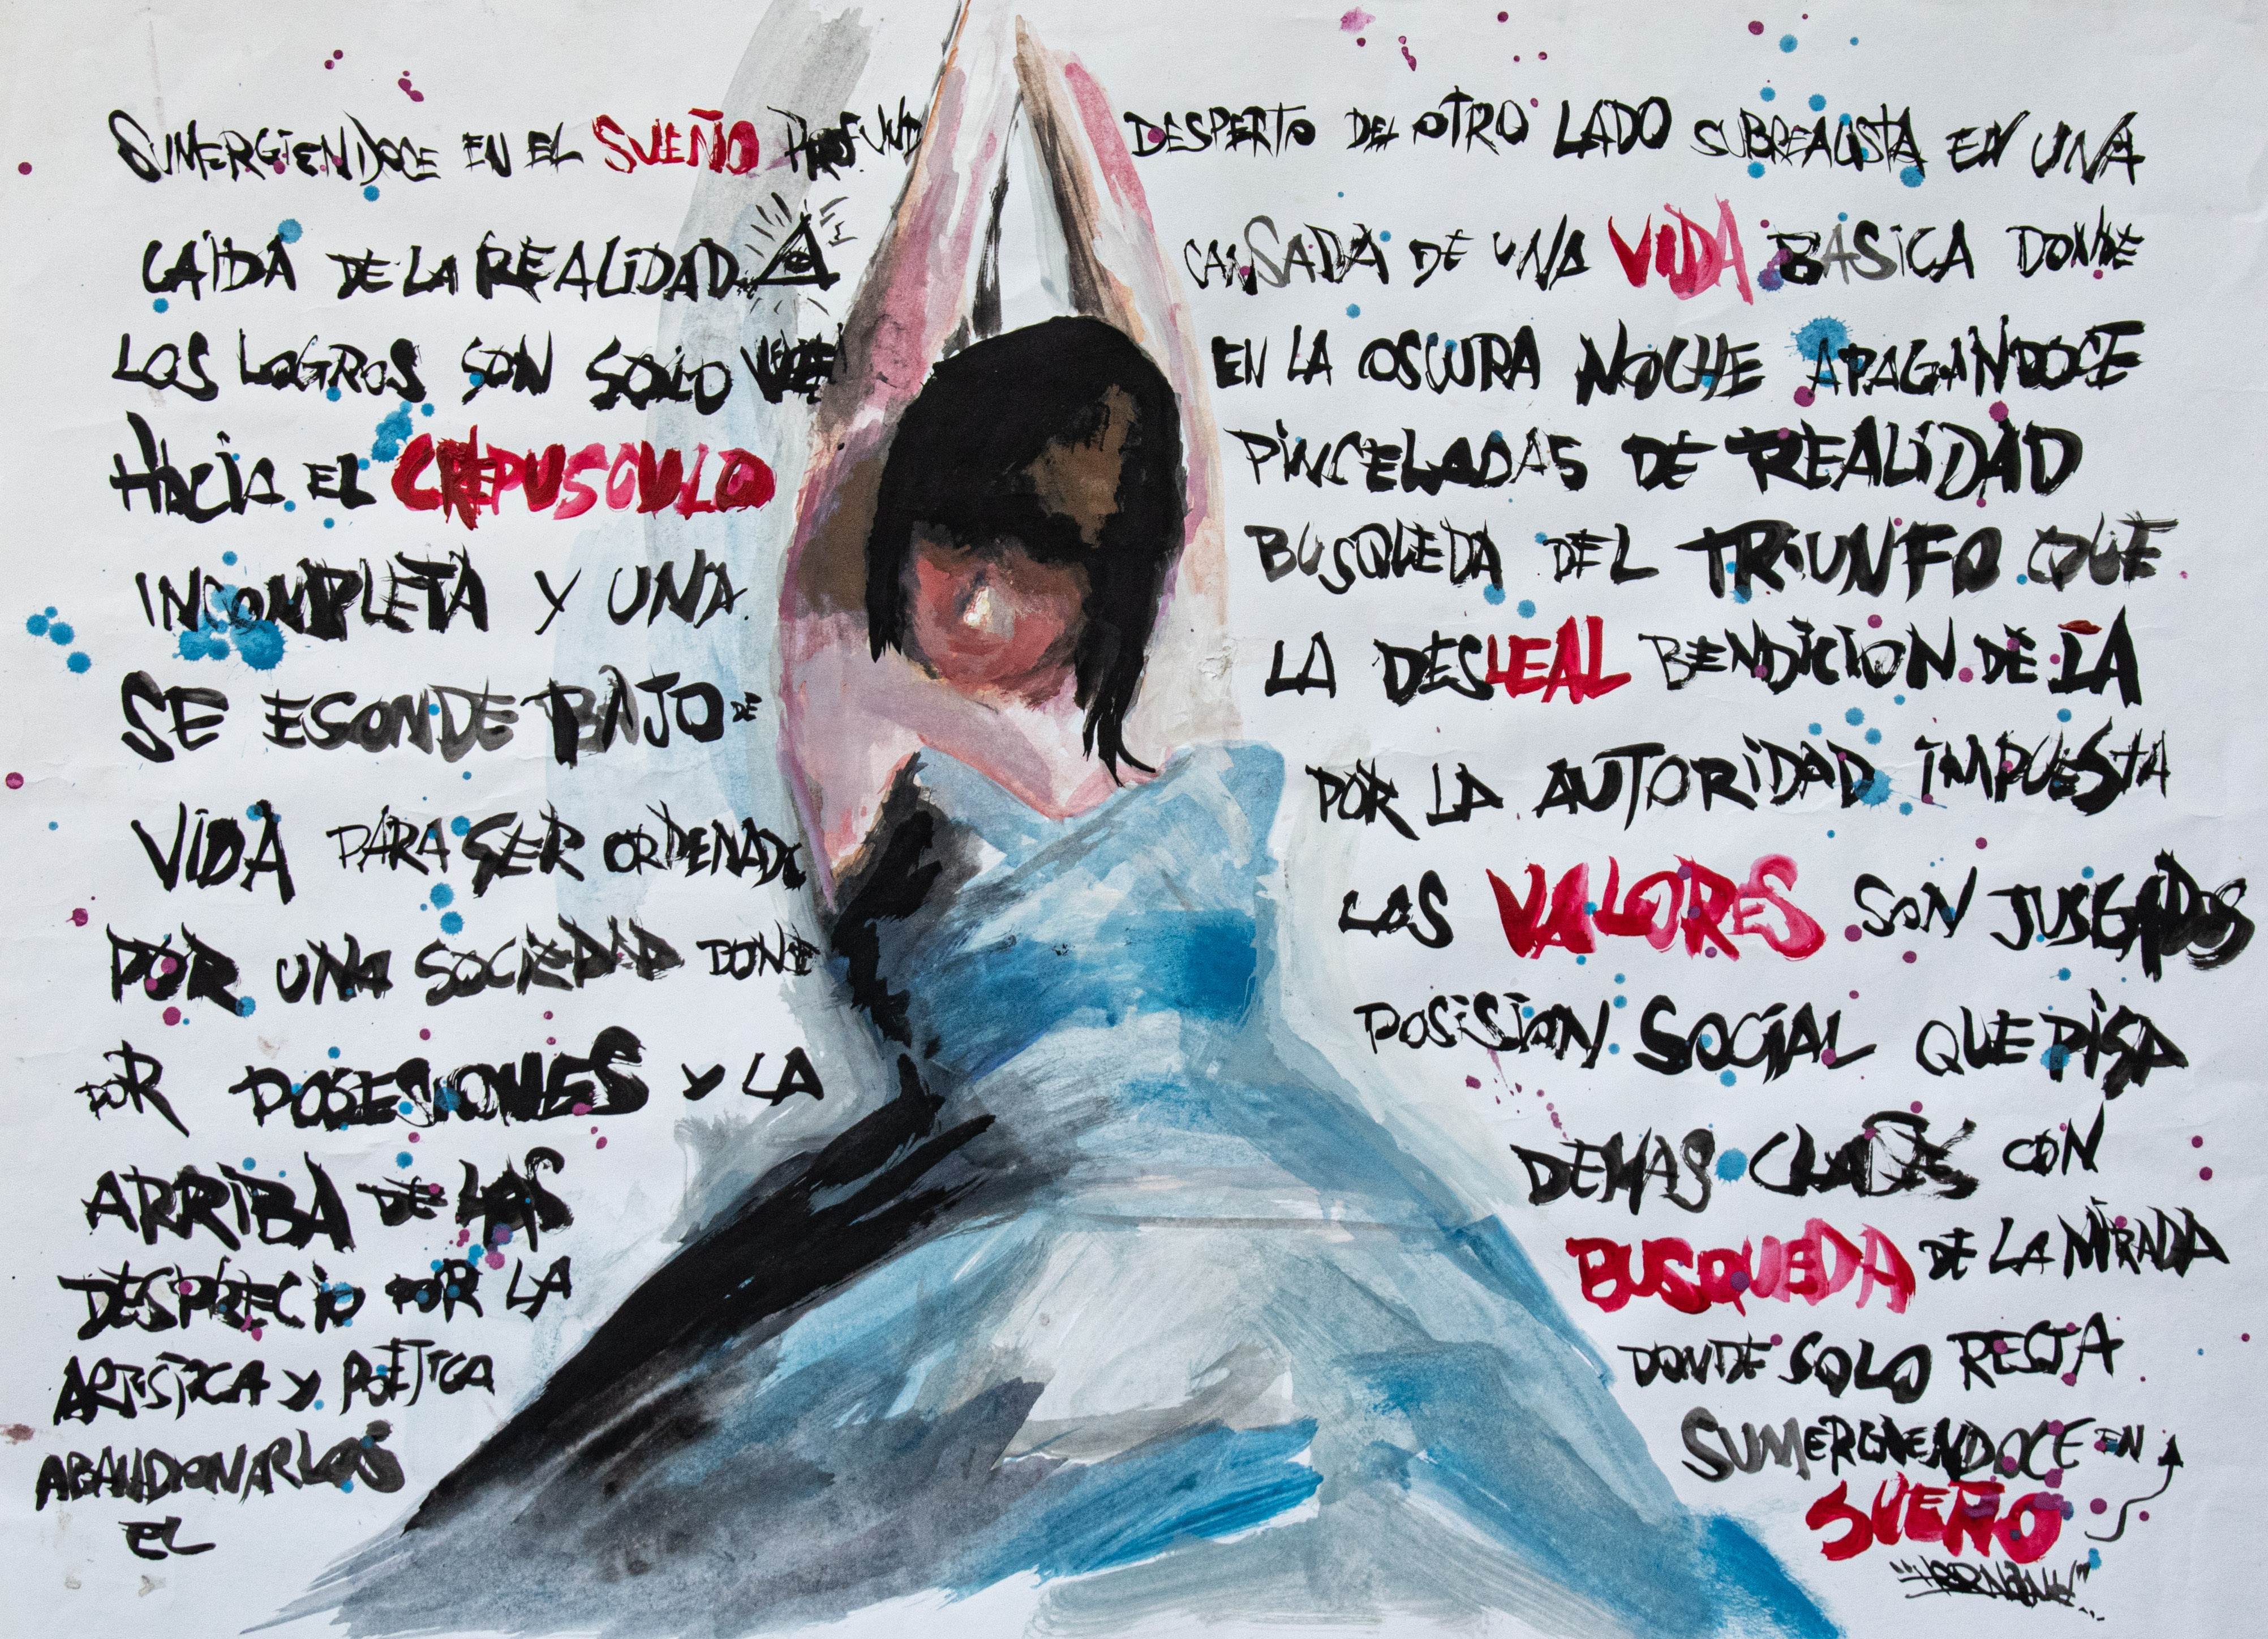 SUMERGIENDOCE EN EL SUEÑO PROFUND DESPERTO DEL OTRO LADO SUBREALISTA EN UNA
CAIDA DE LA REALIDAD CANSADA DE UNA VIDA BASICA DONDE
LOS LOGROS SON SOLO EN LA OSCURA NOCHE APAGANDOCE
HACIA EL CREPUSCULO PINCELADAS DE REALIDAD
INCOMPLETA Y UNA BUSQUEDA DEL TRIUNFO QUE
SE ESONDE BAJO DE LA DESLEAL BENDICION DE LA
VIDA PARA SER ORDENADO POR LA AUTORIDAD IMPUESTA
POR UNA SOCIEDAD DONDE LOS VALORES SON JUSGADOS
POR POSESIONES Y LA POSISION SOCIAL QUE PISA
ARRIBA DE LAS DEMAS CLASES CON
DESPRECIO POR LA BUSQUEDA DE LA MIRADA
ARTISTICA Y POETICA DONDE SOLO RESTA
ABANDONARLOS SUMERGIENDOCE EN
EL SUEÑO